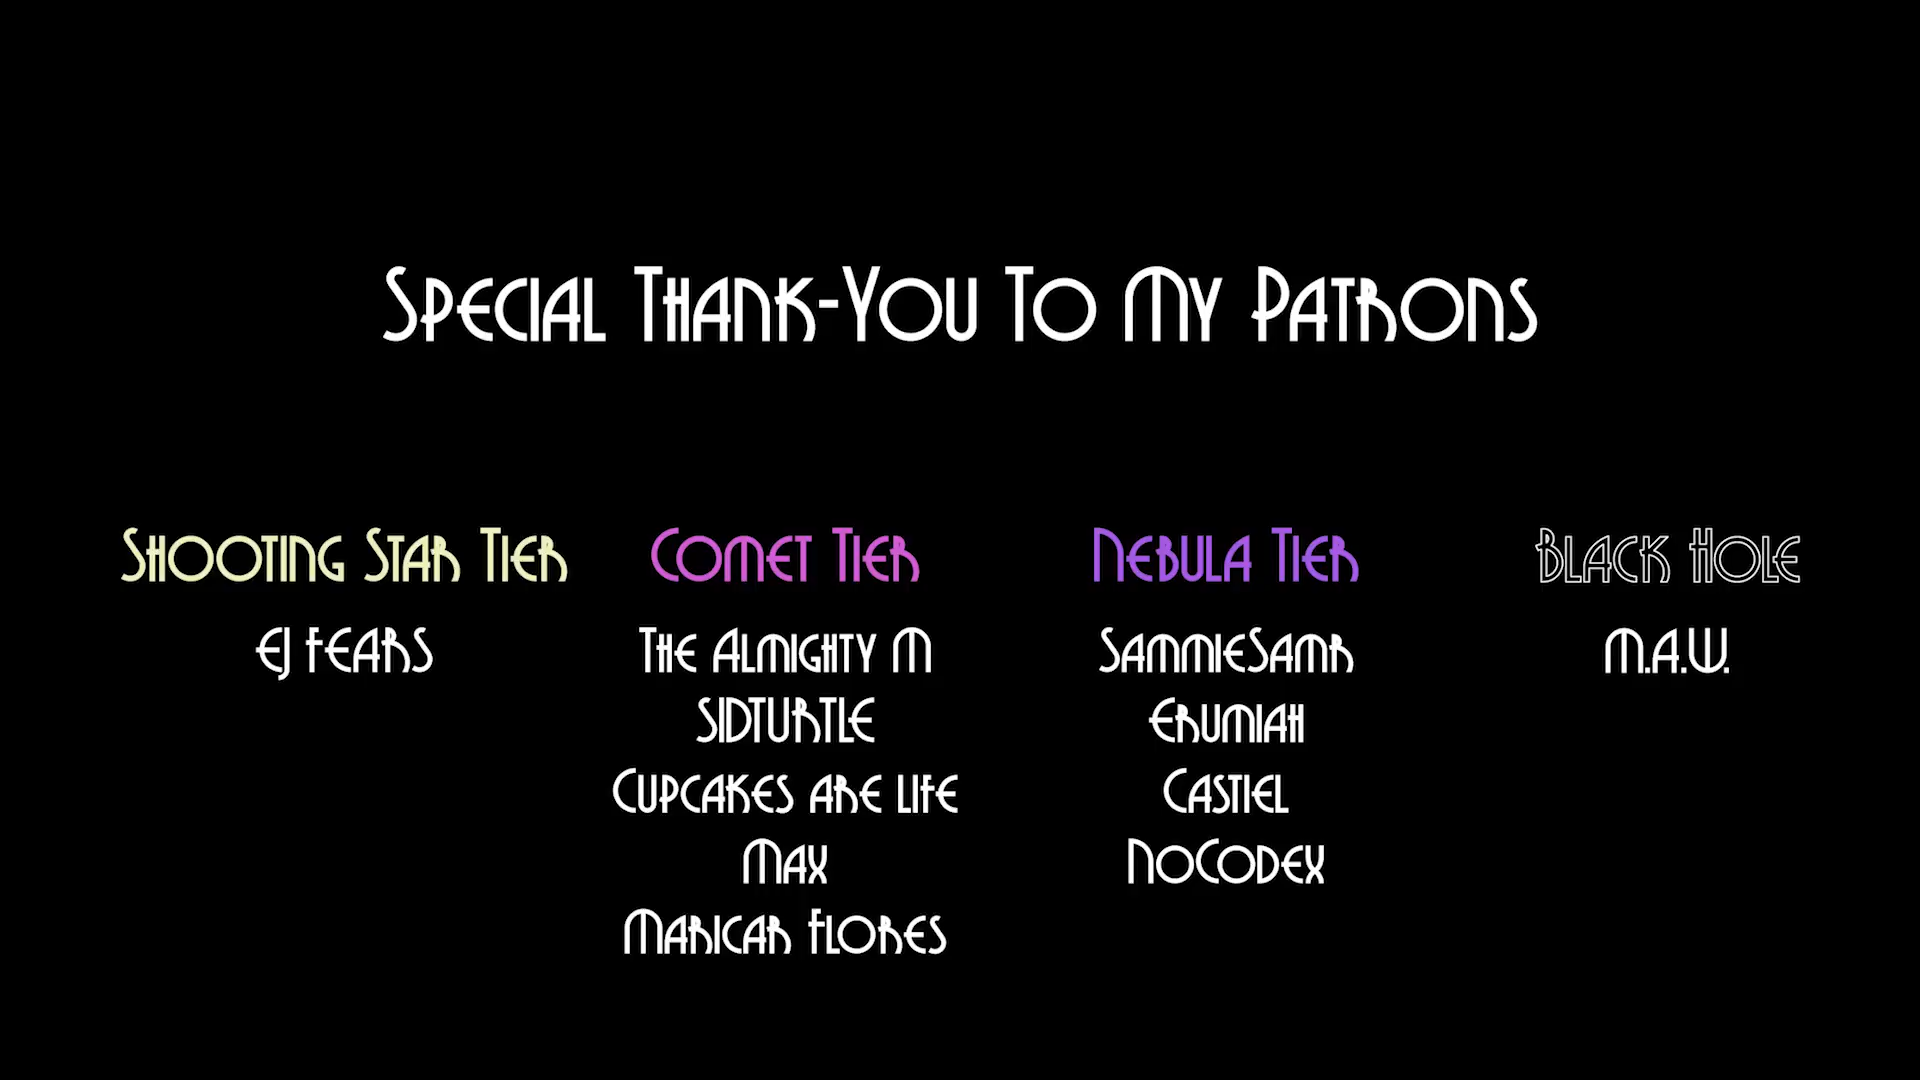 Special Thank-You To My Patrons
Shooting Star Tier
EJ Fears
Comet Tier
The Almighty M
SIDTURTLE
Cupcakes are life
Max
Maricar Flores
Nebula Tier
SammieSamR
Erumiah
Castiel
NoCodex
Black Hole
M.A.W.